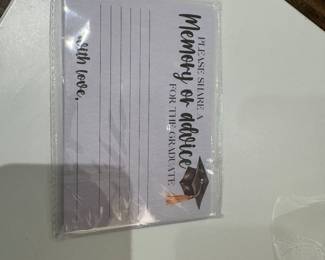 PLEASE SHARE A
Memory or advice
FOR THE GRADUATE
with love,